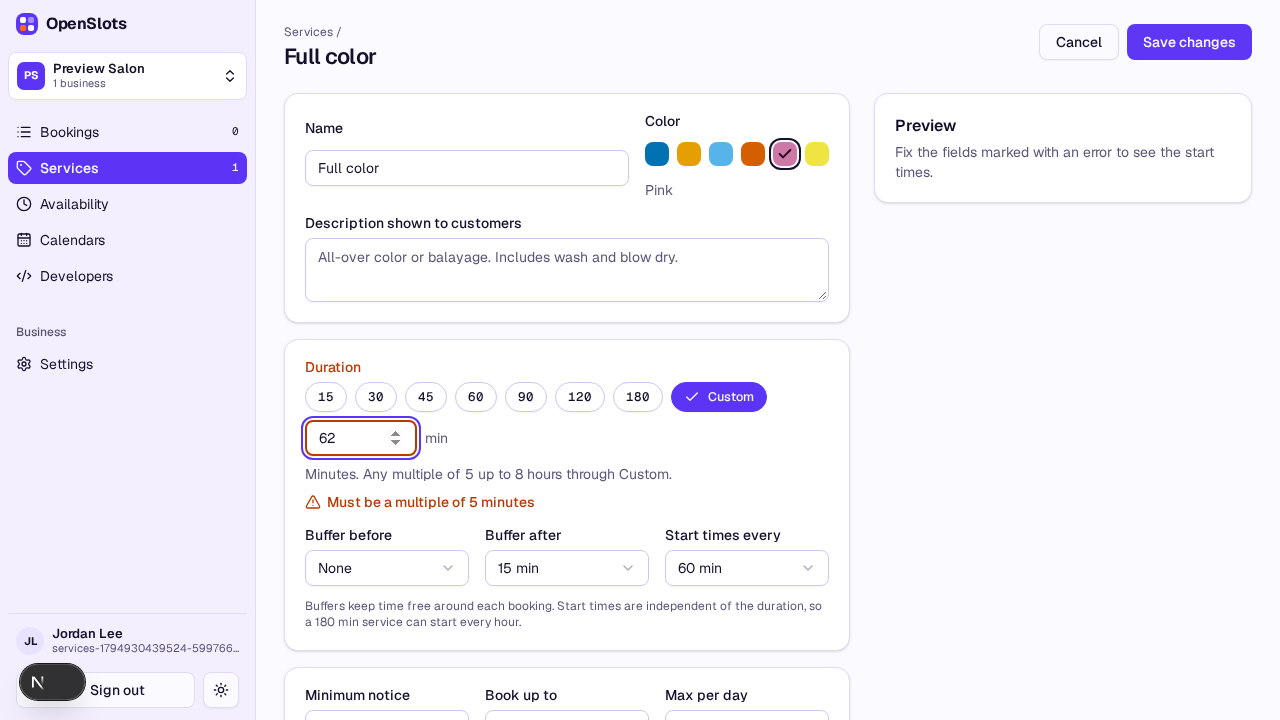 OpenSlots
PS
Preview Salon
1 business
Bookings
0
Services
1
Availability
Calendars
Developers
Business
Settings
JL
Jordan Lee
services-1794930439524-599766…
N
Sign out
Services /
Full color
Cancel
Save changes
Name
Full color
Color
Pink
Description shown to customers
All-over color or balayage. Includes wash and blow dry.
Duration
15
30
45
60
90
120
180
Custom
62
min
Minutes. Any multiple of 5 up to 8 hours through Custom.
Must be a multiple of 5 minutes
Buffer before
Buffer after
Start times every
None
15 min
60 min
Buffers keep time free around each booking. Start times are independent of the duration, so
a 180 min service can start every hour.
Minimum notice
Book up to
Max per day
Preview
Fix the fields marked with an error to see the start
times.